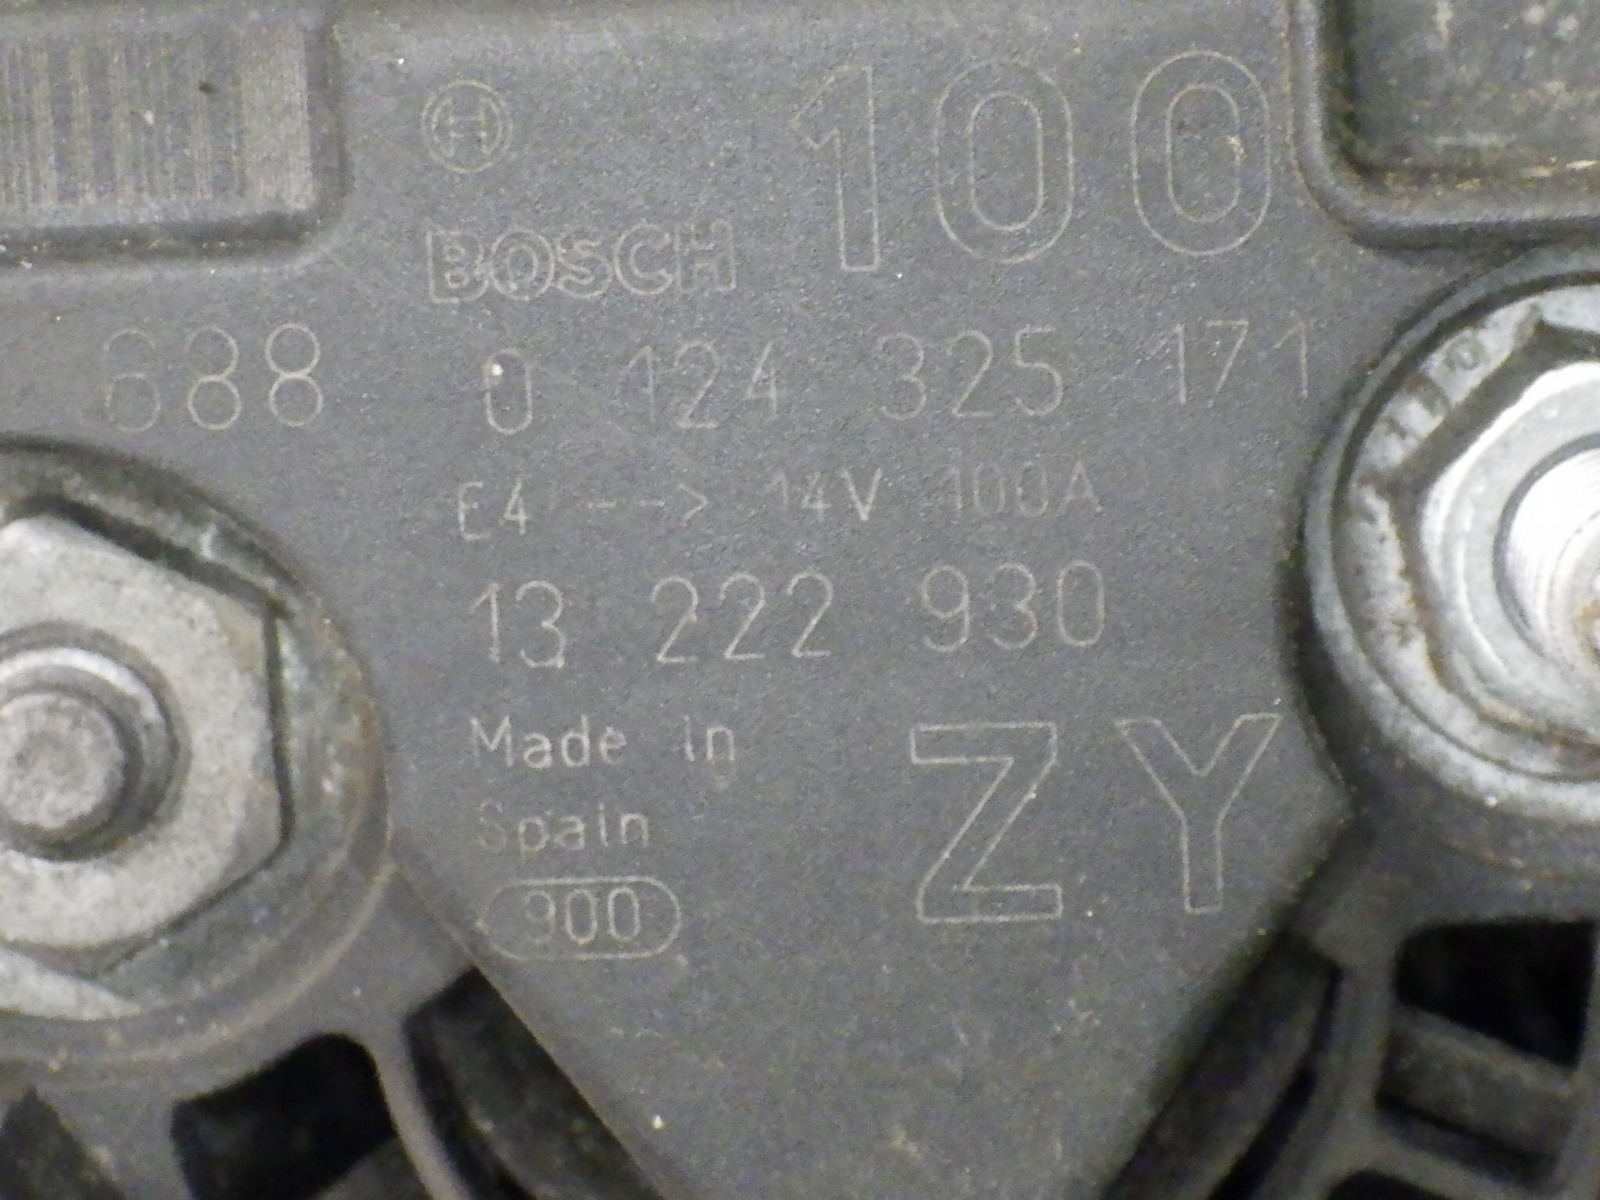 100
BOSCH
688 0 124 325 171
E4 --> 14V 100A
13 222 930
Made in
Spain
ZY
900